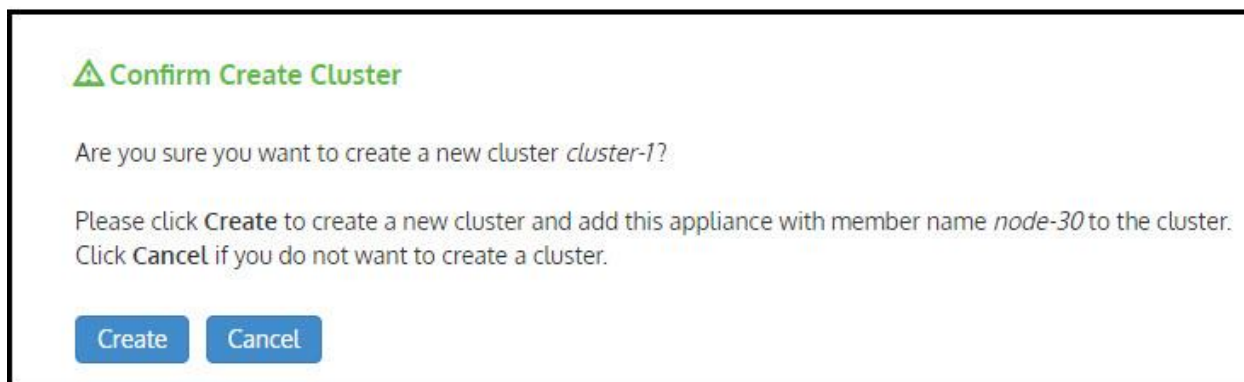 Confirm Create Cluster
Are you sure you want to create a new cluster cluster-1?
Please click Create to create a new cluster and add this appliance with member name node-30 to the cluster.
Click Cancel if you do not want to create a cluster.
Create Cancel